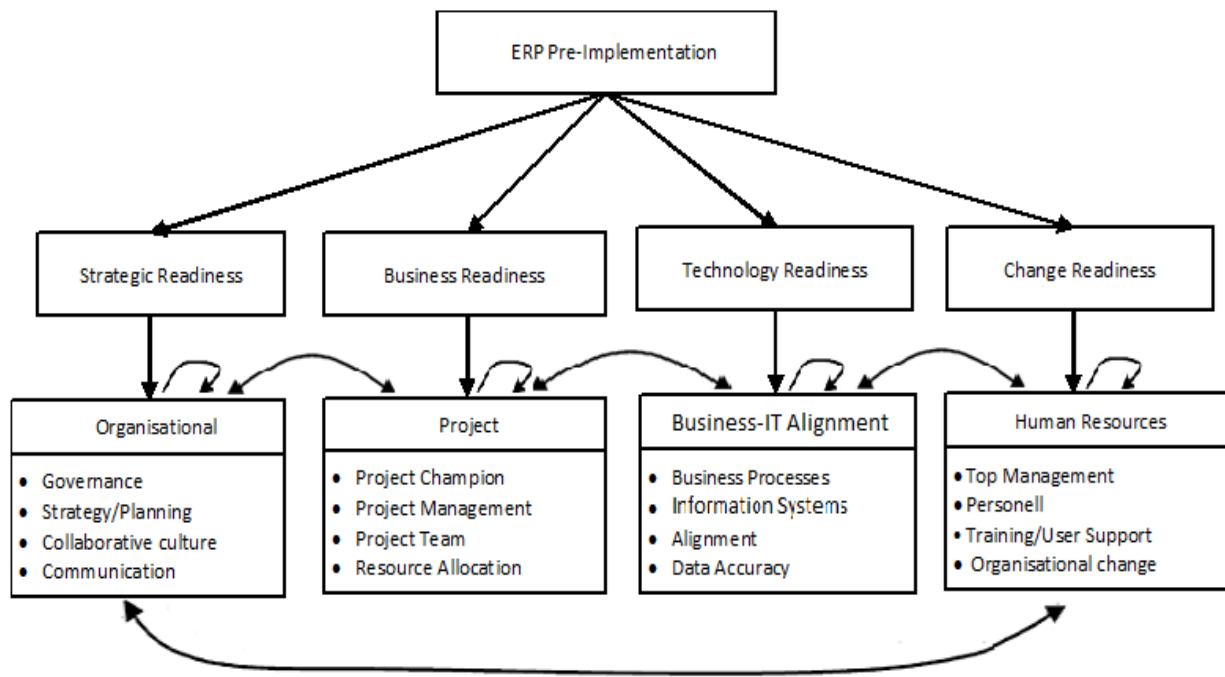 ERP Pre-Implementation
Strategic Readiness
Business Readiness
Technology Readiness
Change Readiness
Organisational
• Governance
• Strategy/Planning
• Collaborative culture
• Communication
Project
• Project Champion
• Project Management
• Project Team
• Resource Allocation
Business-IT Alignment
• Business Processes
• Information Systems
• Alignment
• Data Accuracy
Human Resources
• Top Management
• Personell
• Training/User Support
• Organisational change